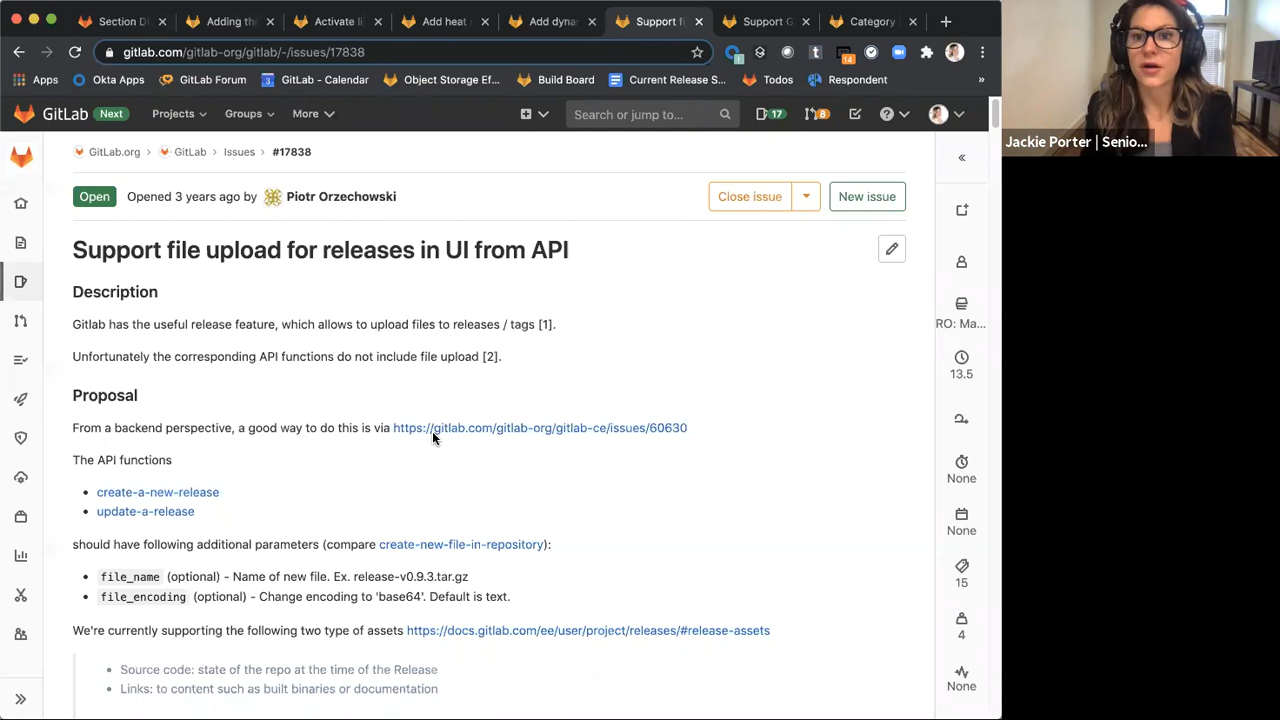 Section Di
Adding the
Activate li
Add heat
Add dyna
Support fi
Support G
Category
gitlab.com/gitlab-org/gitlab/-/issues/17838
14
Apps
Okta Apps
GitLab Forum
GitLab - Calendar
Object Storage Ef...
Build Board
Current Release S...
Todos
Respondent
»
GitLab Next Projects Groups More
Search or jump to...
17
8
GitLab.org > GitLab > Issues > #17838
Open Opened 3 years ago by Piotr Orzechowski
Close issue
New issue
Jackie Porter | Senio...
Support file upload for releases in UI from API
Description
Gitlab has the useful release feature, which allows to upload files to releases / tags [1].
Unfortunately the corresponding API functions do not include file upload [2].
Proposal
From a backend perspective, a good way to do this is via https://gitlab.com/gitlab-org/gitlab-ce/issues/60630
The API functions
• create-a-new-release
• update-a-release
should have following additional parameters (compare create-new-file-in-repository):
• file_name (optional) - Name of new file. Ex. release-v0.9.3.tar.gz
• file_encoding (optional) - Change encoding to 'base64'. Default is text.
We're currently supporting the following two type of assets https://docs.gitlab.com/ee/user/project/releases/#release-assets
• Source code: state of the repo at the time of the Release
• Links: to content such as built binaries or documentation
RO: Ma...
13.5
None
None
15
4
None